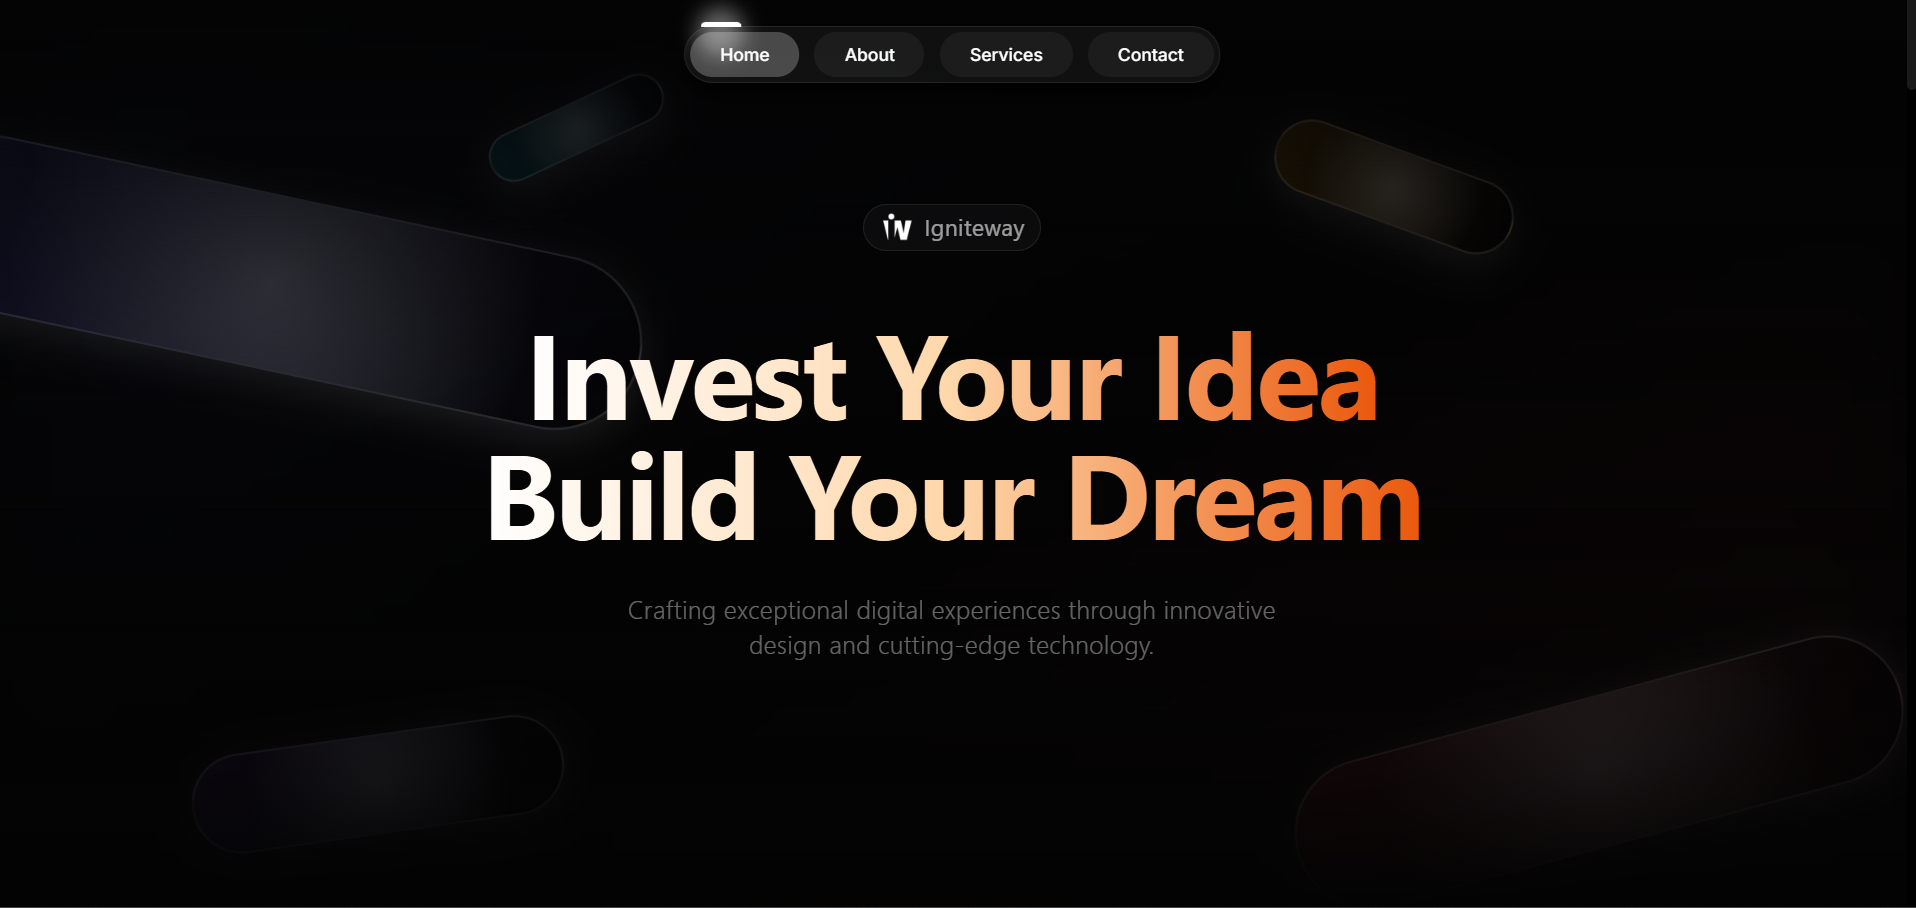 Home
About
Services
Contact
Igniteway
Invest Your Idea
Build Your Dream
Crafting exceptional digital experiences through innovative
design and cutting-edge technology.